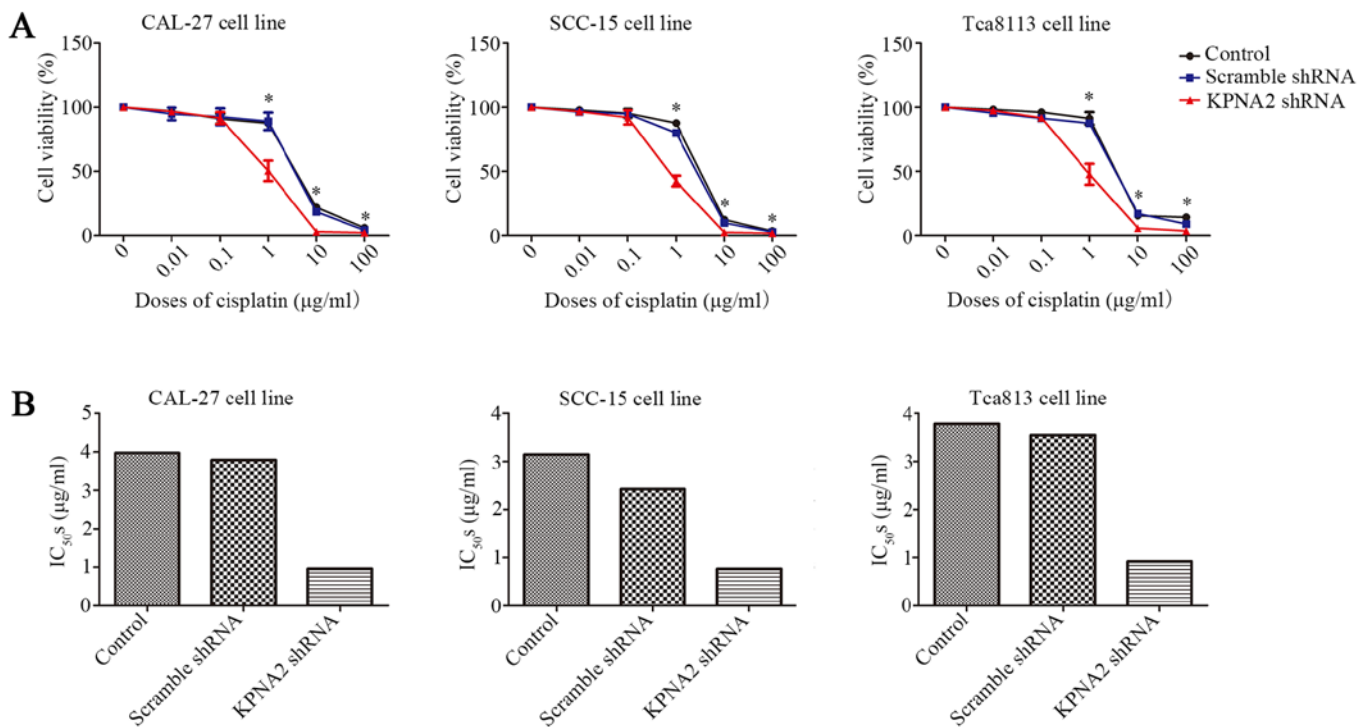 A
CAL-27 cell line
SCC-15 cell line
Tca8113 cell line
Control
Scramble shRNA
KPNA2 shRNA
Cell viability (%)
150
100
50
0
*
*
*
0
0.01
0.1
1
10
100
Doses of cisplatin (μg/ml)
Cell viability (%)
150
100
50
0
*
*
*
0
0.01
0.1
1
10
100
Doses of cisplatin (μg/ml)
Cell viability (%)
150
100
50
0
*
*
*
0
0.01
0.1
1
10
100
Doses of cisplatin (μg/ml)
B
CAL-27 cell line
SCC-15 cell line
Tca813 cell line
IC50s (μg/ml)
5
4
3
2
1
0
Control
Scramble shRNA
KPNA2 shRNA
IC50s (μg/ml)
4
3
2
1
0
Control
Scramble shRNA
KPNA2 shRNA
IC50s (μg/ml)
4
3
2
1
0
Control
Scramble shRNA
KPNA2 shRNA